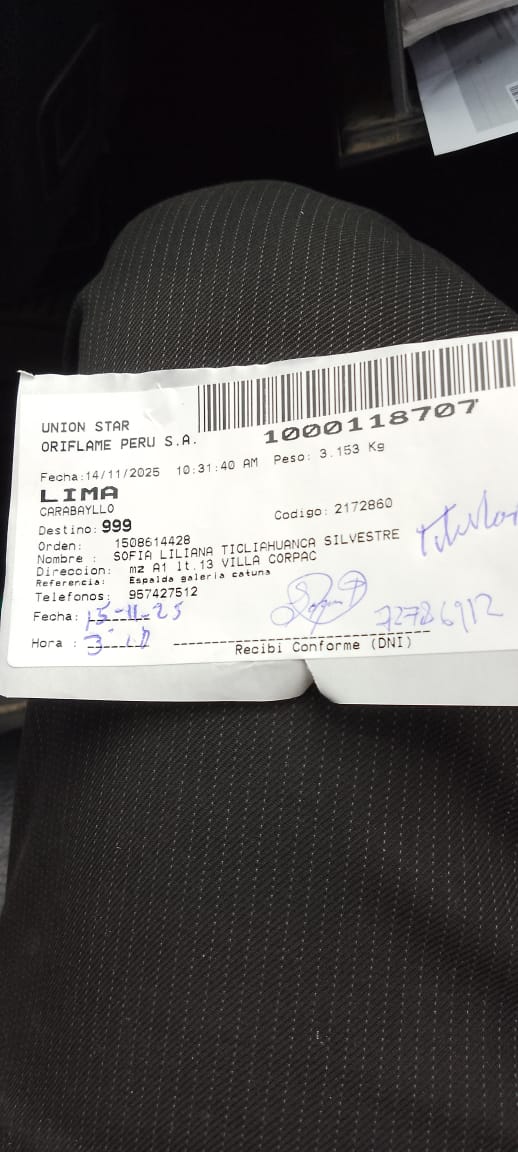 UNION STAR
ORIFLAME PERU S.A.
1000118707
Fecha:14/11/2025 10:31:40 AM Peso: 3.153 Kg
LIMA
CARABAYLLO
Destino: 999 Codigo: 2172860
Orden: 1508614428
Nombre : SOFIA LILIANA TICLIAHUANCA SILVESTRE
Direccion: mz A1 lt.13 VILLA CORPAC
Referencia: Espalda galeria catuna
Telefonos: 957427512
Titular
Fecha: 15-11-25
72786912
Hora :
Recibi Conforme (DNI)